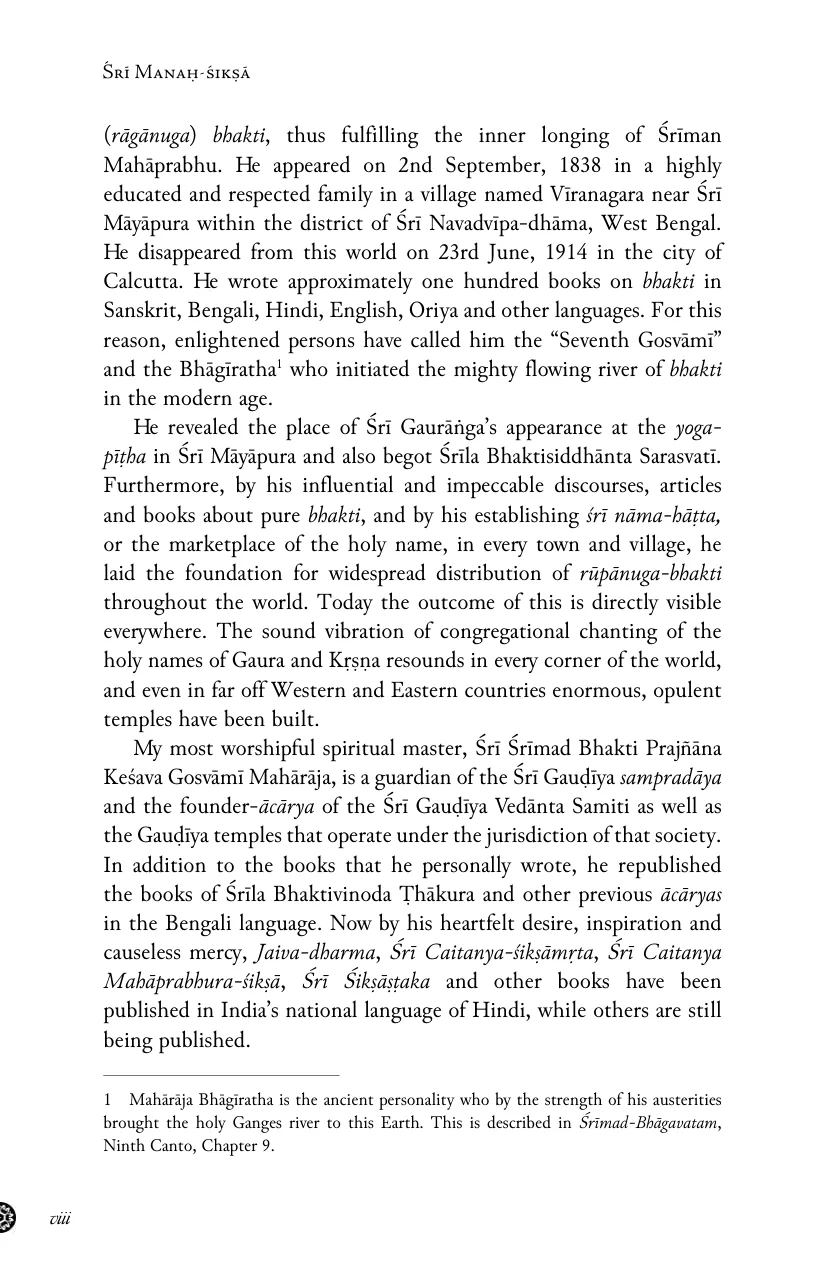 Śrī Manaḥ-śikṣā
(rāgānuga) bhakti, thus fulfilling the inner longing of Śrīman
Mahāprabhu. He appeared on 2nd September, 1838 in a highly
educated and respected family in a village named Vīranagara near Śrī
Māyāpura within the district of Śrī Navadvīpa-dhāma, West Bengal.
He disappeared from this world on 23rd June, 1914 in the city of
Calcutta. He wrote approximately one hundred books on bhakti in
Sanskrit, Bengali, Hindi, English, Oriya and other languages. For this
reason, enlightened persons have called him the “Seventh Gosvāmī”
and the Bhāgīratha¹ who initiated the mighty flowing river of bhakti
in the modern age.
He revealed the place of Śrī Gaurāṅga’s appearance at the yoga-
pīṭha in Śrī Māyāpura and also begot Śrīla Bhaktisiddhānta Sarasvatī.
Furthermore, by his influential and impeccable discourses, articles
and books about pure bhakti, and by his establishing śrī nāma-hāṭṭa,
or the marketplace of the holy name, in every town and village, he
laid the foundation for widespread distribution of rūpānuga-bhakti
throughout the world. Today the outcome of this is directly visible
everywhere. The sound vibration of congregational chanting of the
holy names of Gaura and Kṛṣṇa resounds in every corner of the world,
and even in far off Western and Eastern countries enormous, opulent
temples have been built.
My most worshipful spiritual master, Śrī Śrīmad Bhakti Prajñāna
Keśava Gosvāmī Mahārāja, is a guardian of the Śrī Gauḍīya sampradāya
and the founder-ācārya of the Śrī Gauḍīya Vedānta Samiti as well as
the Gauḍīya temples that operate under the jurisdiction of that society.
In addition to the books that he personally wrote, he republished
the books of Śrīla Bhaktivinoda Ṭhākura and other previous ācāryas
in the Bengali language. Now by his heartfelt desire, inspiration and
causeless mercy, Jaiva-dharma, Śrī Caitanya-śikṣāmṛta, Śrī Caitanya
Mahāprabhura-śikṣā, Śrī Śikṣāṣṭaka and other books have been
published in India’s national language of Hindi, while others are still
being published.
1 Mahārāja Bhāgīratha is the ancient personality who by the strength of his austerities
brought the holy Ganges river to this Earth. This is described in Śrīmad-Bhāgavatam,
Ninth Canto, Chapter 9.
viii